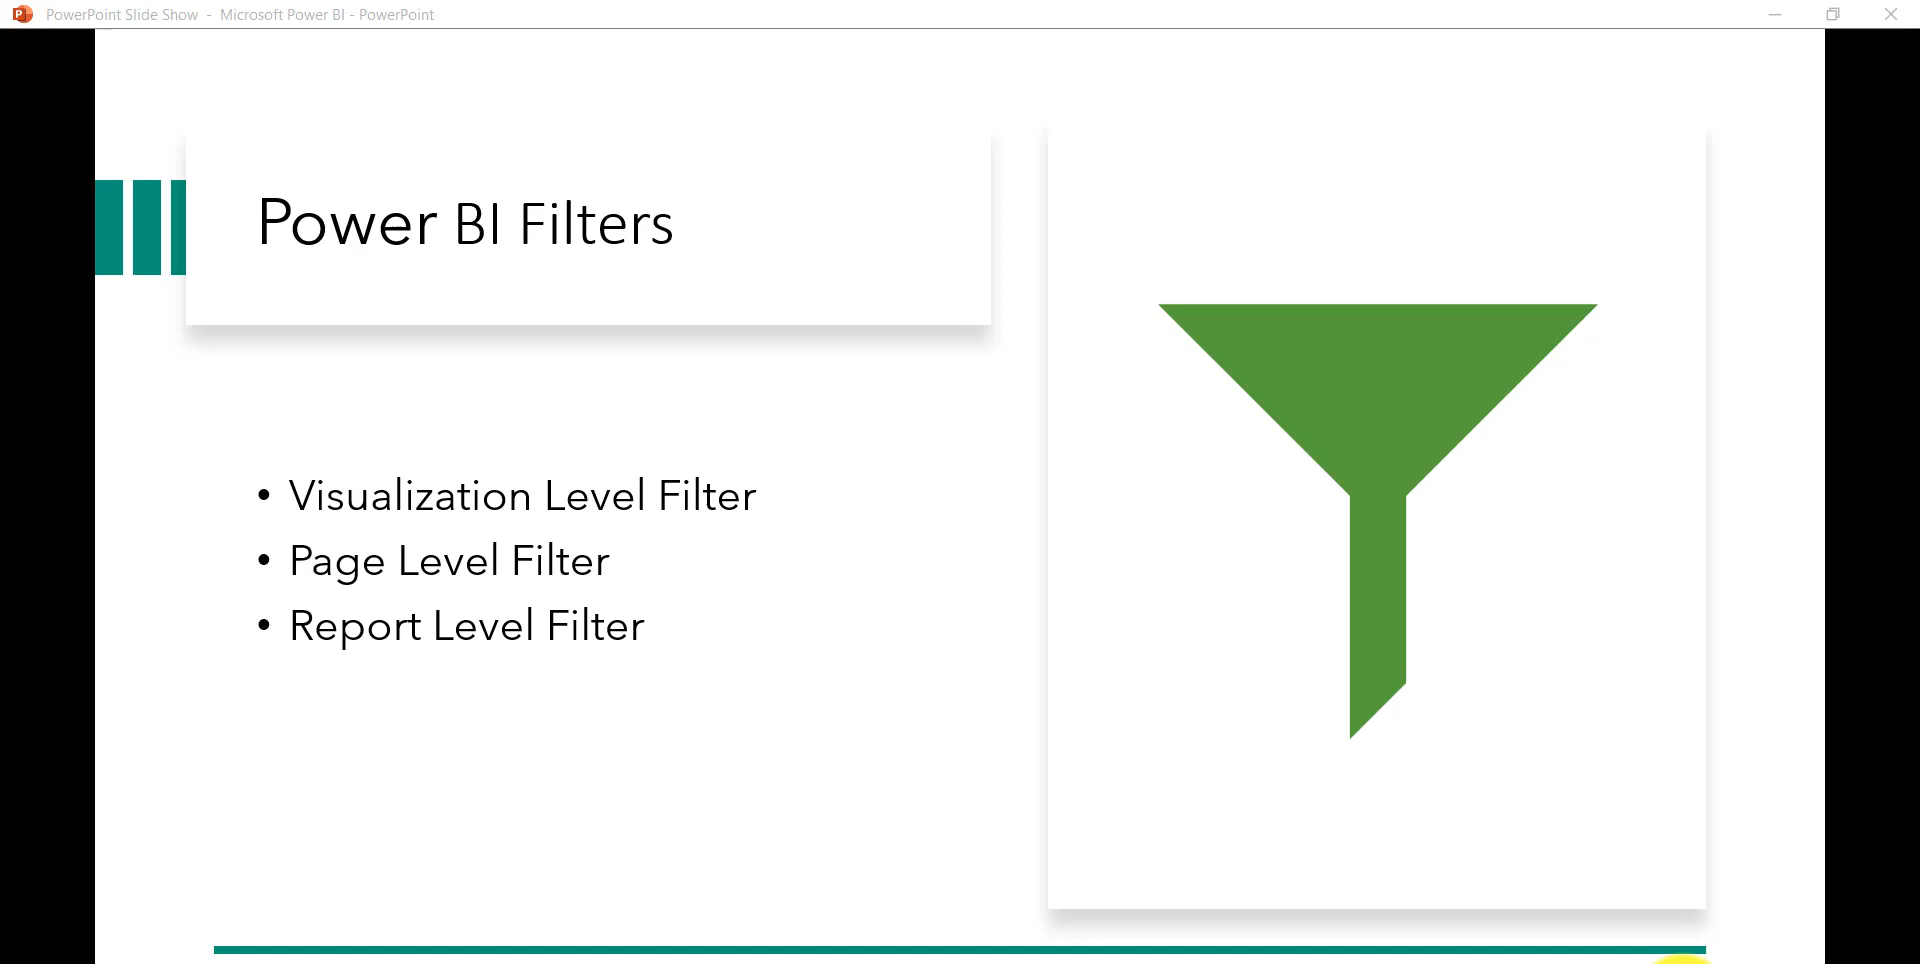 PowerPoint Slide Show - Microsoft Power BI - PowerPoint
Power BI Filters
• Visualization Level Filter
• Page Level Filter
• Report Level Filter